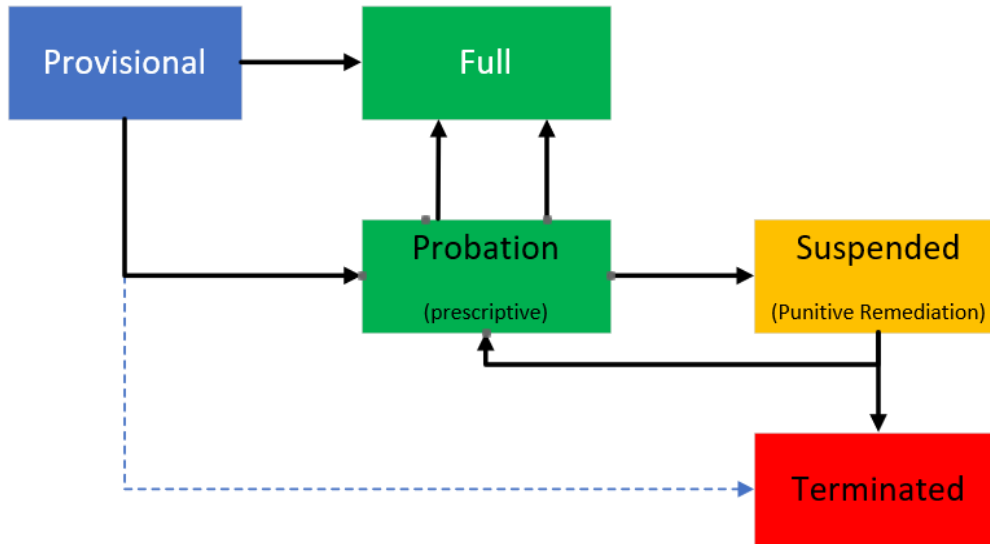 Provisional
Full
Probation
(prescriptive)
Suspended
(Punitive Remediation)
Terminated